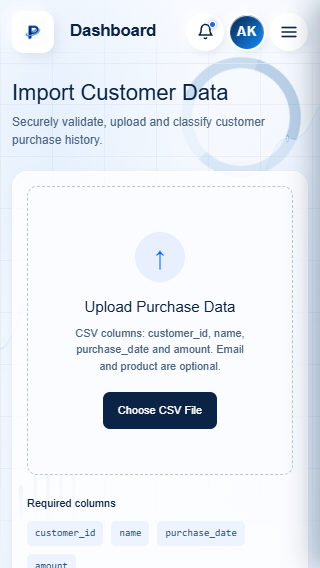 P
Dashboard
AK
Import Customer Data
Securely validate, upload and classify customer
purchase history.
↑
Upload Purchase Data
CSV columns: customer_id, name,
purchase_date and amount. Email
and product are optional.
Choose CSV File
Required columns
customer_id name purchase_date
amount